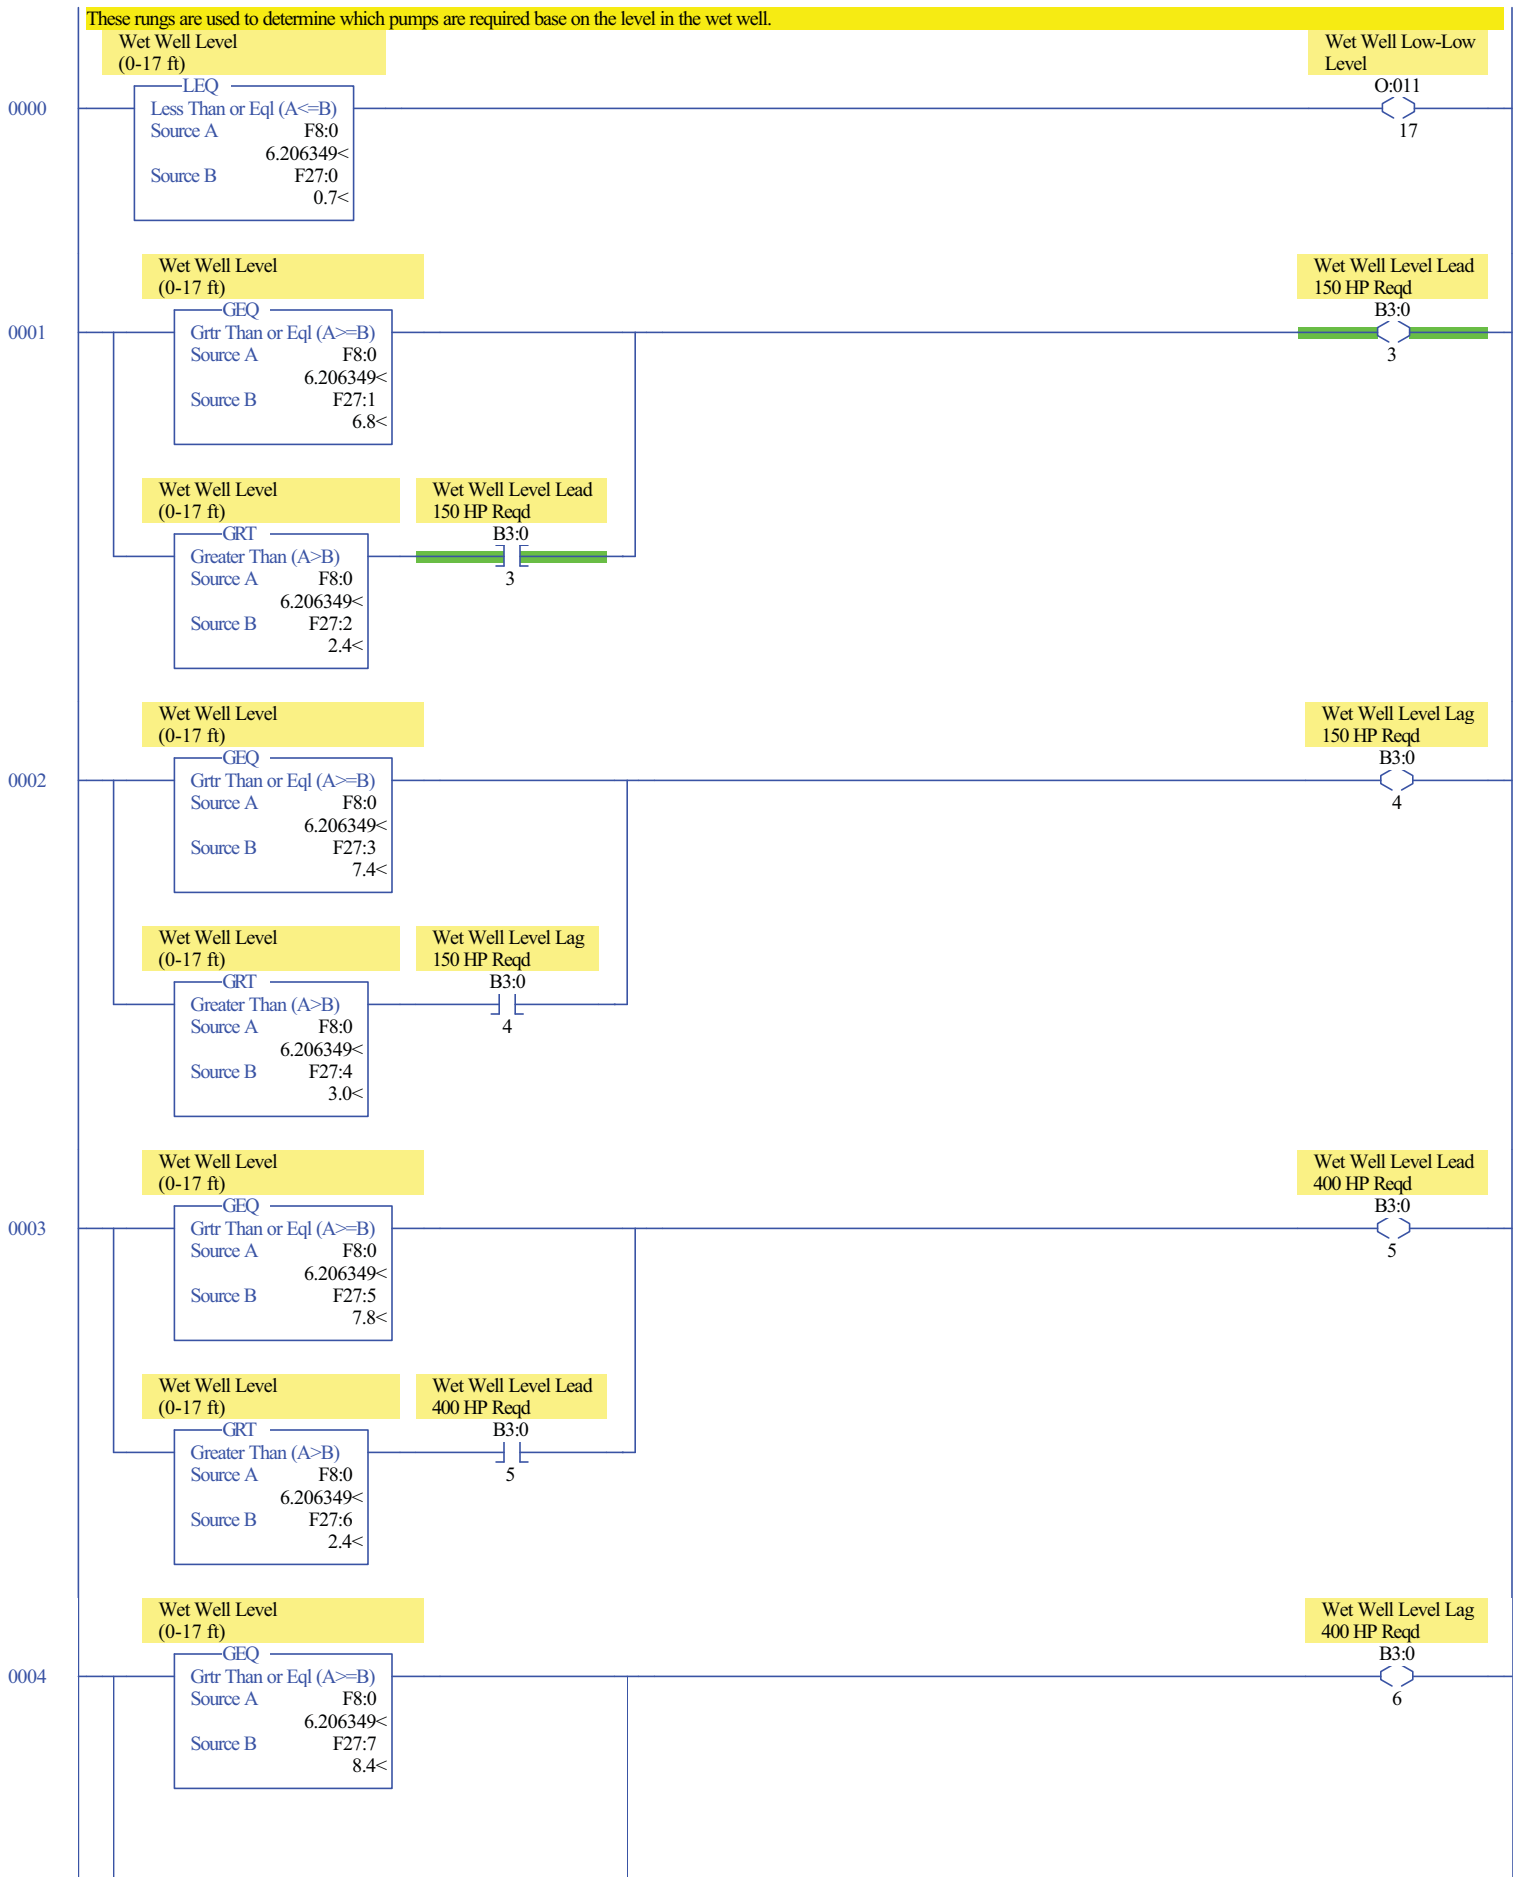 These rungs are used to determine which pumps are required base on the level in the wet well.
Wet Well Level
(0-17 ft)
Wet Well Low-Low
Level
LEQ
O:011
0000
Less Than or Eql (A<=B)
17
Source A F8:0
6.206349<
Source B F27:0
0.7<
Wet Well Level
(0-17 ft)
Wet Well Level Lead
150 HP Reqd
GEQ
B3:0
0001
Grtr Than or Eql (A>=B)
3
Source A F8:0
6.206349<
Source B F27:1
6.8<
Wet Well Level
(0-17 ft)
Wet Well Level Lead
150 HP Reqd
GRT
B3:0
Greater Than (A>B)
3
Source A F8:0
6.206349<
Source B F27:2
2.4<
Wet Well Level
(0-17 ft)
Wet Well Level Lag
150 HP Reqd
GEQ
B3:0
0002
Grtr Than or Eql (A>=B)
4
Source A F8:0
6.206349<
Source B F27:3
7.4<
Wet Well Level
(0-17 ft)
Wet Well Level Lag
150 HP Reqd
GRT
B3:0
Greater Than (A>B)
4
Source A F8:0
6.206349<
Source B F27:4
3.0<
Wet Well Level
(0-17 ft)
Wet Well Level Lead
400 HP Reqd
GEQ
B3:0
0003
Grtr Than or Eql (A>=B)
5
Source A F8:0
6.206349<
Source B F27:5
7.8<
Wet Well Level
(0-17 ft)
Wet Well Level Lead
400 HP Reqd
GRT
B3:0
Greater Than (A>B)
5
Source A F8:0
6.206349<
Source B F27:6
2.4<
Wet Well Level
(0-17 ft)
Wet Well Level Lag
400 HP Reqd
GEQ
B3:0
0004
Grtr Than or Eql (A>=B)
6
Source A F8:0
6.206349<
Source B F27:7
8.4<